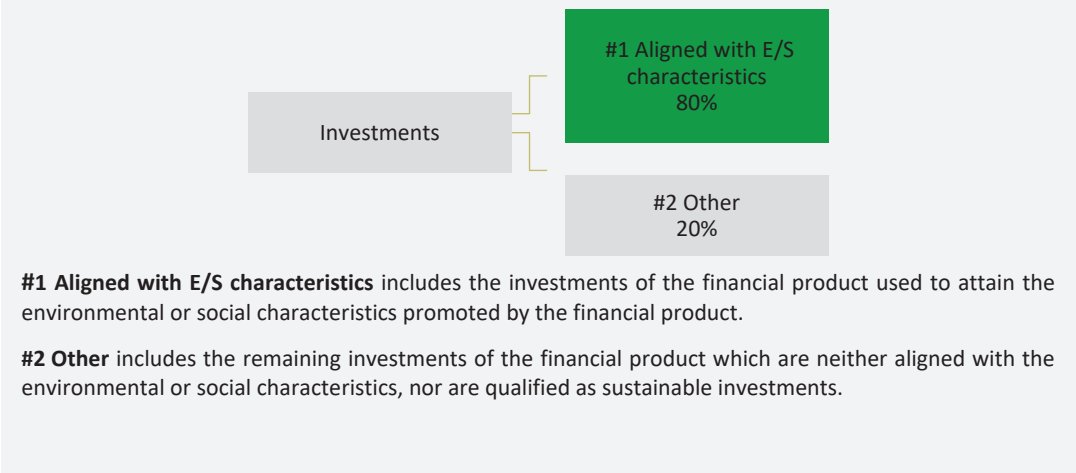 #1 Aligned with E/S
characteristics
80%
Investments
#2 Other
20%
#1 Aligned with E/S characteristics includes the investments of the financial product used to attain the
environmental or social characteristics promoted by the financial product.
#2 Other includes the remaining investments of the financial product which are neither aligned with the
environmental or social characteristics, nor are qualified as sustainable investments.